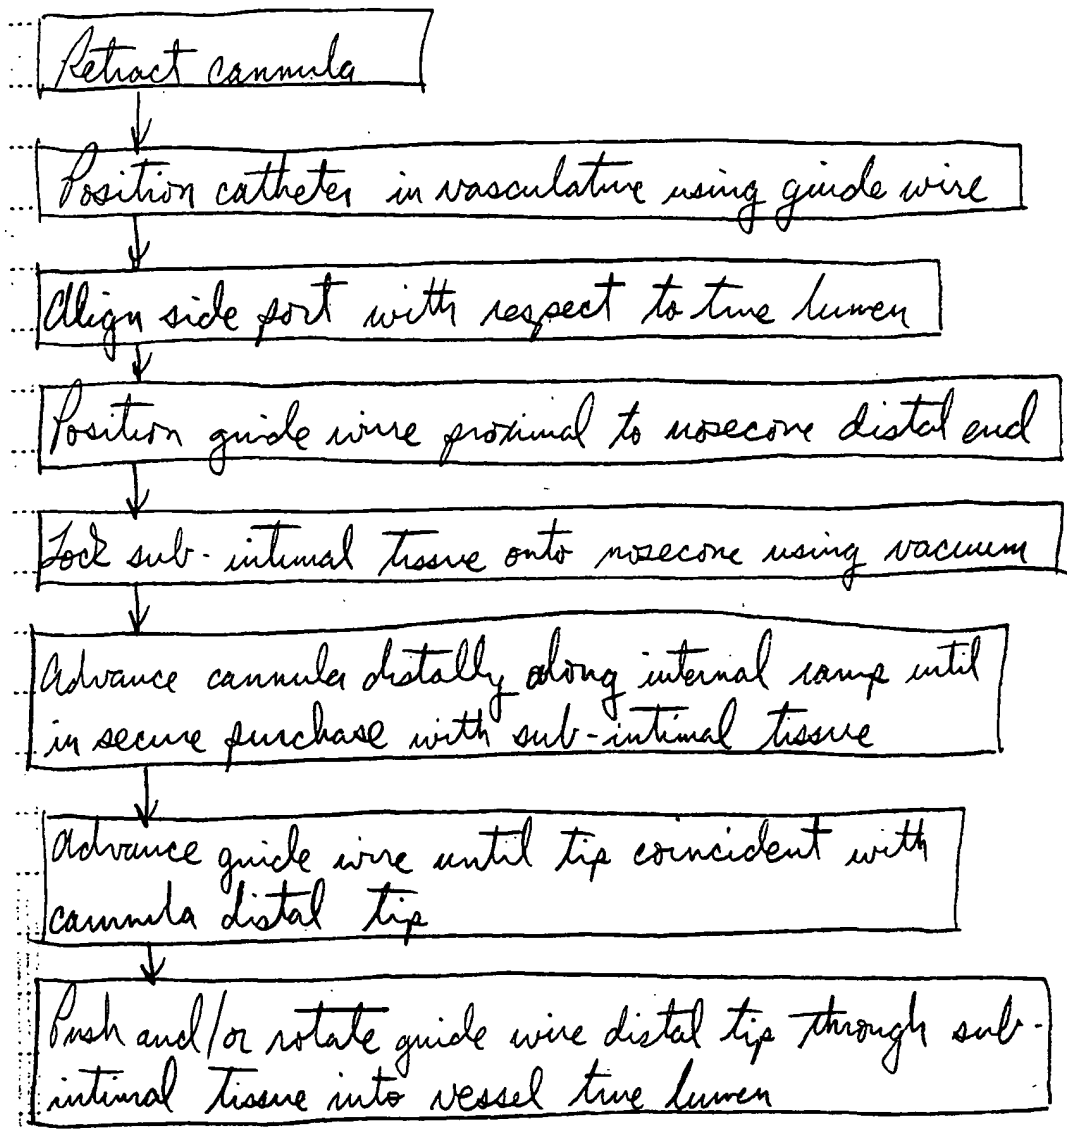 Retract cannula
Position catheter in vasculature using guide wire
Align side port with respect to true lumen
Position guide wire proximal to nosecone distal end
Lock sub-intimal tissue onto nosecone using vacuum
Advance cannula distally along internal ramp until
in secure purchase with sub-intimal tissue
Advance guide wire until tip coincident with
cannula distal tip
Push and/or rotate guide wire distal tip through sub-
intimal tissue into vessel true lumen